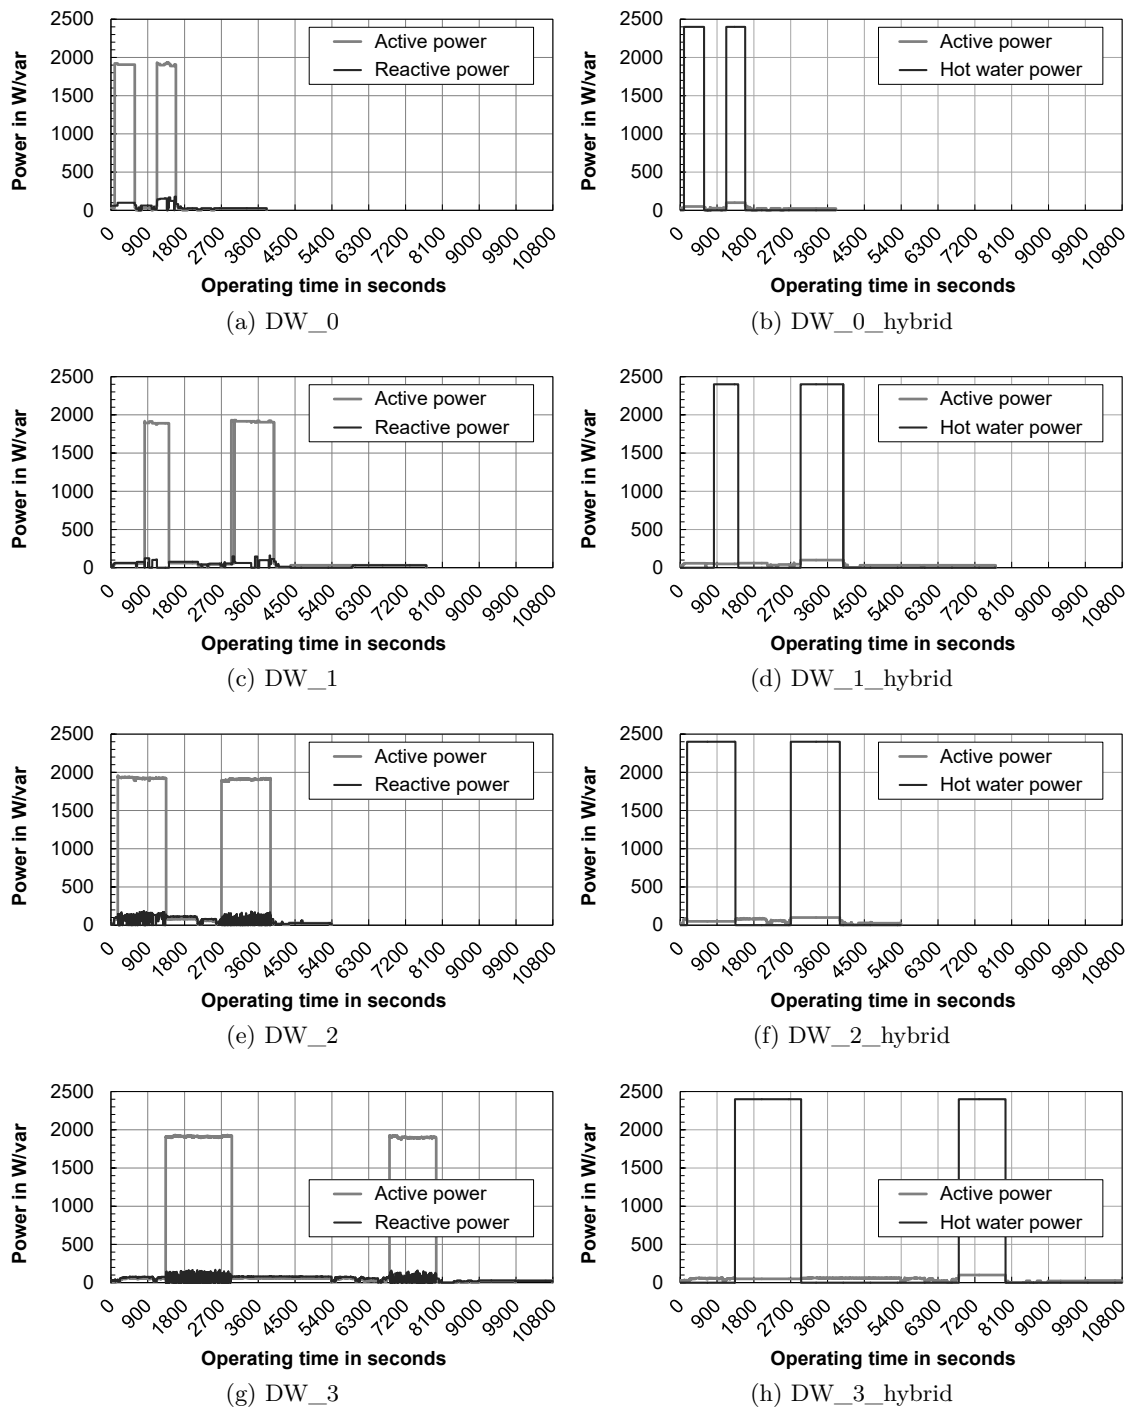 2500
2000
1500
1000
500
0
Power in W/var
Active power
Reactive power
0 900 1800 2700 3600 4500 5400 6300 7200 8100 9000 9900 10800
Operating time in seconds
(a) DW_0
2500
2000
1500
1000
500
0
Power in W/var
Active power
Hot water power
0 900 1800 2700 3600 4500 5400 6300 7200 8100 9000 9900 10800
Operating time in seconds
(b) DW_0_hybrid
2500
2000
1500
1000
500
0
Power in W/var
Active power
Reactive power
0 900 1800 2700 3600 4500 5400 6300 7200 8100 9000 9900 10800
Operating time in seconds
(c) DW_1
2500
2000
1500
1000
500
0
Power in W/var
Active power
Hot water power
0 900 1800 2700 3600 4500 5400 6300 7200 8100 9000 9900 10800
Operating time in seconds
(d) DW_1_hybrid
2500
2000
1500
1000
500
0
Power in W/var
Active power
Reactive power
0 900 1800 2700 3600 4500 5400 6300 7200 8100 9000 9900 10800
Operating time in seconds
(e) DW_2
2500
2000
1500
1000
500
0
Power in W/var
Active power
Hot water power
0 900 1800 2700 3600 4500 5400 6300 7200 8100 9000 9900 10800
Operating time in seconds
(f) DW_2_hybrid
2500
2000
1500
1000
500
0
Power in W/var
Active power
Reactive power
0 900 1800 2700 3600 4500 5400 6300 7200 8100 9000 9900 10800
Operating time in seconds
(g) DW_3
2500
2000
1500
1000
500
0
Power in W/var
Active power
Hot water power
0 900 1800 2700 3600 4500 5400 6300 7200 8100 9000 9900 10800
Operating time in seconds
(h) DW_3_hybrid